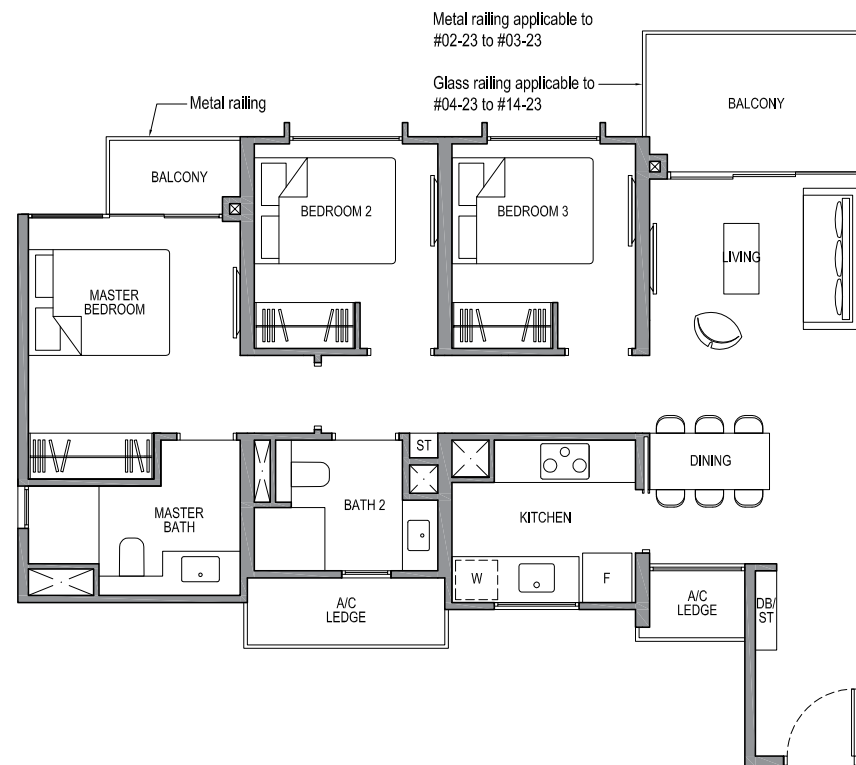 Metal railing applicable to
#02-23 to #03-23
Glass railing applicable to
#04-23 to #14-23
Metal railing
BALCONY
BALCONY
BEDROOM 2
BEDROOM 3
LIVING
MASTER
BEDROOM
ST
DINING
MASTER
BATH
BATH 2
KITCHEN
W
F
A/C
LEDGE
A/C
LEDGE
DB/
ST